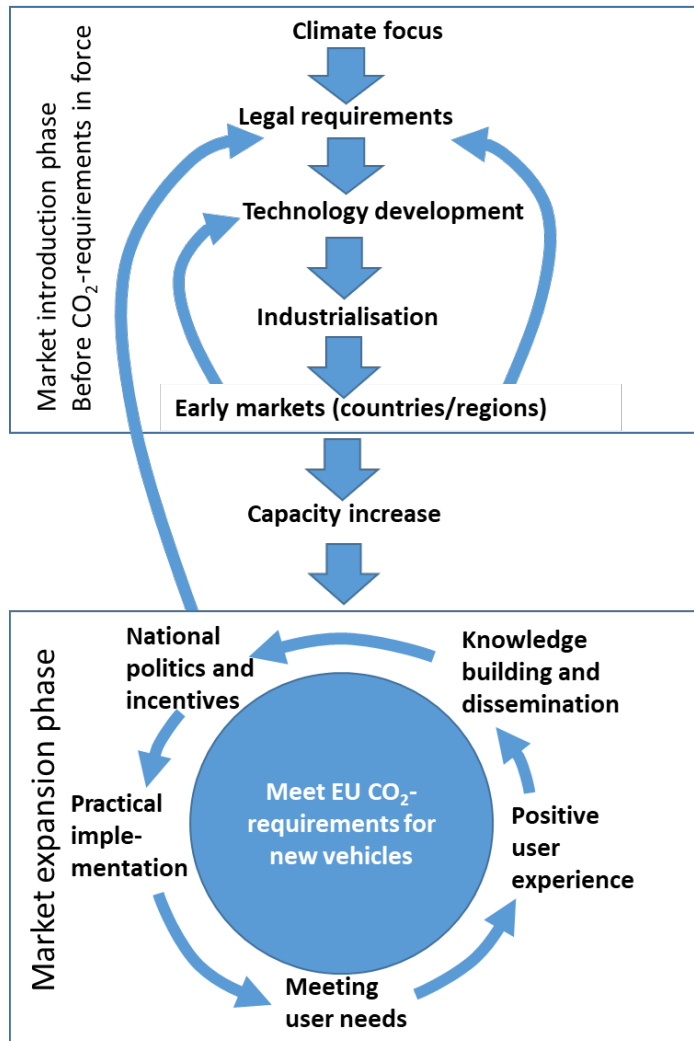 Climate focus
Market introduction phase
Before CO₂-requirements in force
Legal requirements
Technology development
Industrialisation
Early markets (countries/regions)
Capacity increase
Market expansion phase
National
politics and
incentives
Knowledge
building and
dissemination
Practical
imple-
mentation
Meet EU CO₂-
requirements for
new vehicles
Positive
user
experience
Meeting
user needs